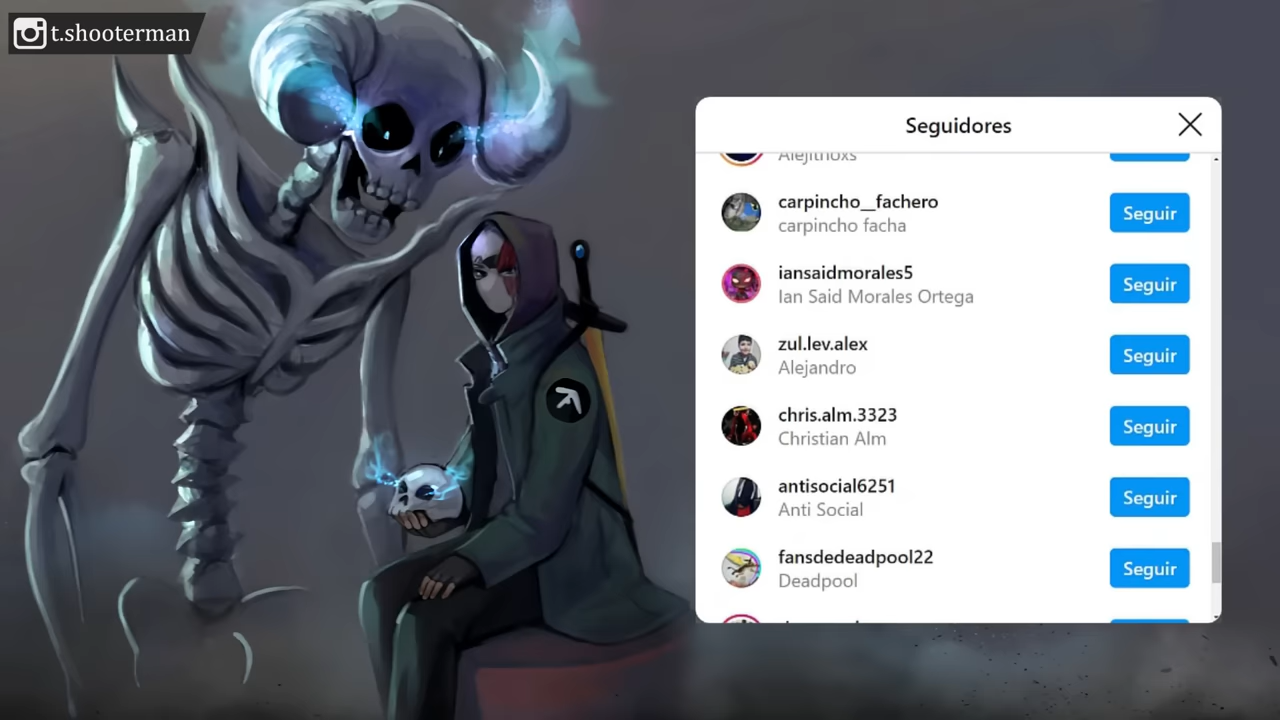 t.shooterman
Seguidores
Alejithoxs
Seguir
carpincho__fachero
carpincho facha
Seguir
iansaidmorales5
Ian Said Morales Ortega
Seguir
zul.lev.alex
Alejandro
Seguir
chris.alm.3323
Christian Alm
Seguir
antisocial6251
Anti Social
Seguir
fansdedeadpool22
Deadpool